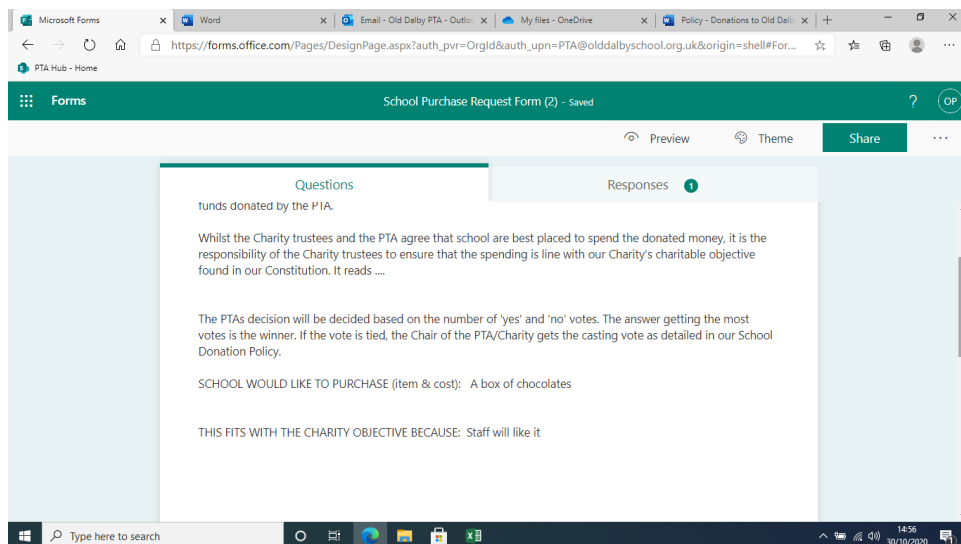 Microsoft Forms
Word
Email - Old Dalby PTA - Outloo
My files - OneDrive
Policy - Donations to Old Dalb
https://forms.office.com/Pages/DesignPage.aspx?auth_pvr=OrgId&auth_upn=PTA@olddalbyschool.org.uk&origin=shell#For...
PTA Hub - Home
Forms
School Purchase Request Form (2) - Saved
? OP
Preview
Theme
Share
Questions
Responses 1
funds donated by the PTA.
Whilst the Charity trustees and the PTA agree that school are best placed to spend the donated money, it is the
responsibility of the Charity trustees to ensure that the spending is line with our Charity's charitable objective
found in our Constitution. It reads ....
The PTAs decision will be decided based on the number of 'yes' and 'no' votes. The answer getting the most
votes is the winner. If the vote is tied, the Chair of the PTA/Charity gets the casting vote as detailed in our School
Donation Policy.
SCHOOL WOULD LIKE TO PURCHASE (item & cost): A box of chocolates
THIS FITS WITH THE CHARITY OBJECTIVE BECAUSE: Staff will like it
Type here to search
14:56
30/10/2020